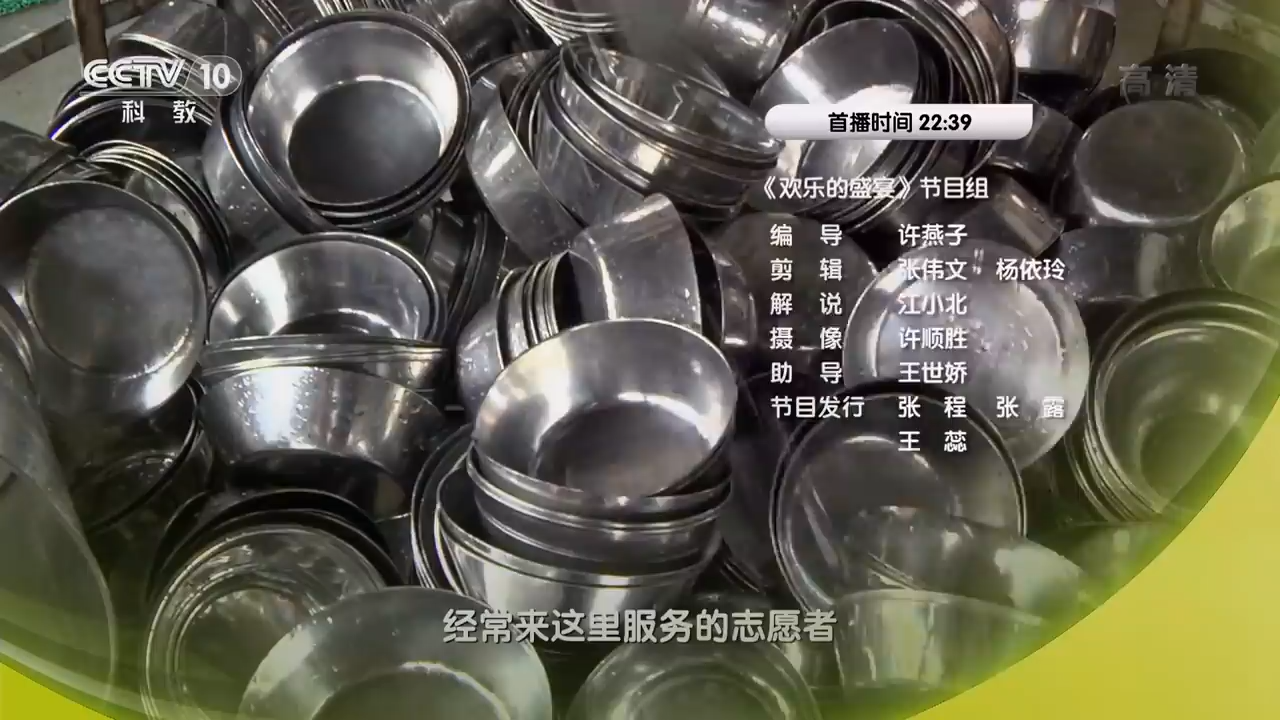 CCTV 10
科教
高清
首播时间 22:39
《欢乐的盛宴》节目组
编 导 许燕子
剪 辑 张伟文 杨依玲
解 说 江小北
摄 像 许顺胜
助 导 王世娇
节目发行 张 程 张 露
王 蕊
经常来这里服务的志愿者